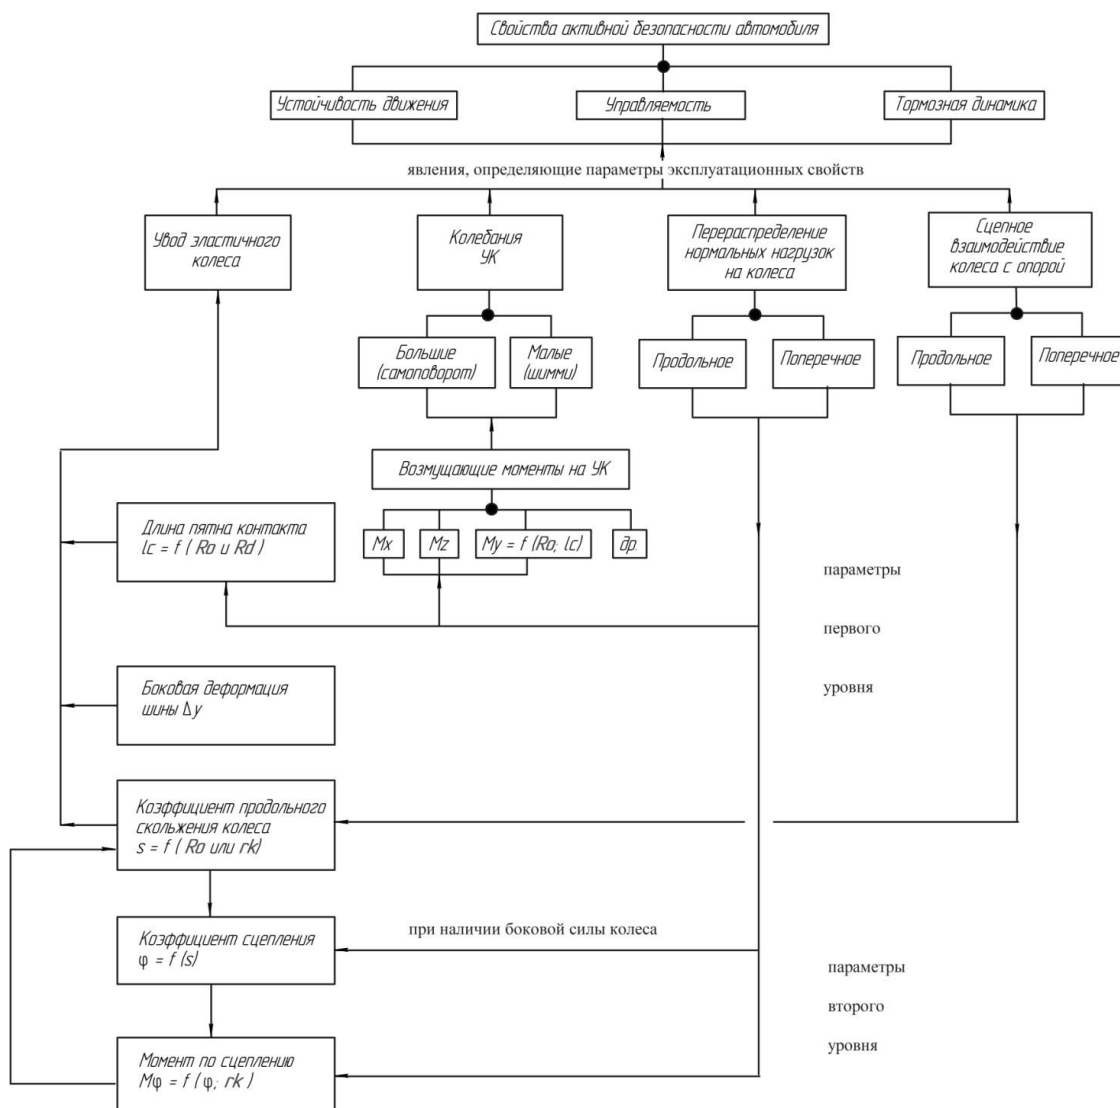 Свойства активной безопасности автомобиля
Устойчивость движения
Управляемость
Тормозная динамика
явления, определяющие параметры эксплуатационных свойств
Увод эластичного
колеса
Колебания
УК
Перераспределение
нормальных нагрузок
на колеса
Сцепное
взаимодействие
колеса с опорой
Большие
(самоповорот)
Малые
(шимми)
Продольное
Поперечное
Продольное
Поперечное
Возмущающие моменты на УК
Mx
Mz
My = f (Ro; lc)
др.
Длина пятна контакта
lc = f ( Ro и Rd )
параметры
первого
уровня
Боковая деформация
шины Δy
Коэффициент продольного
скольжения колеса
s = f ( Ro или rk)
Коэффициент сцепления
φ = f (s)
при наличии боковой силы колеса
параметры
второго
уровня
Момент по сцеплению
Mφ = f ( φ; rk )